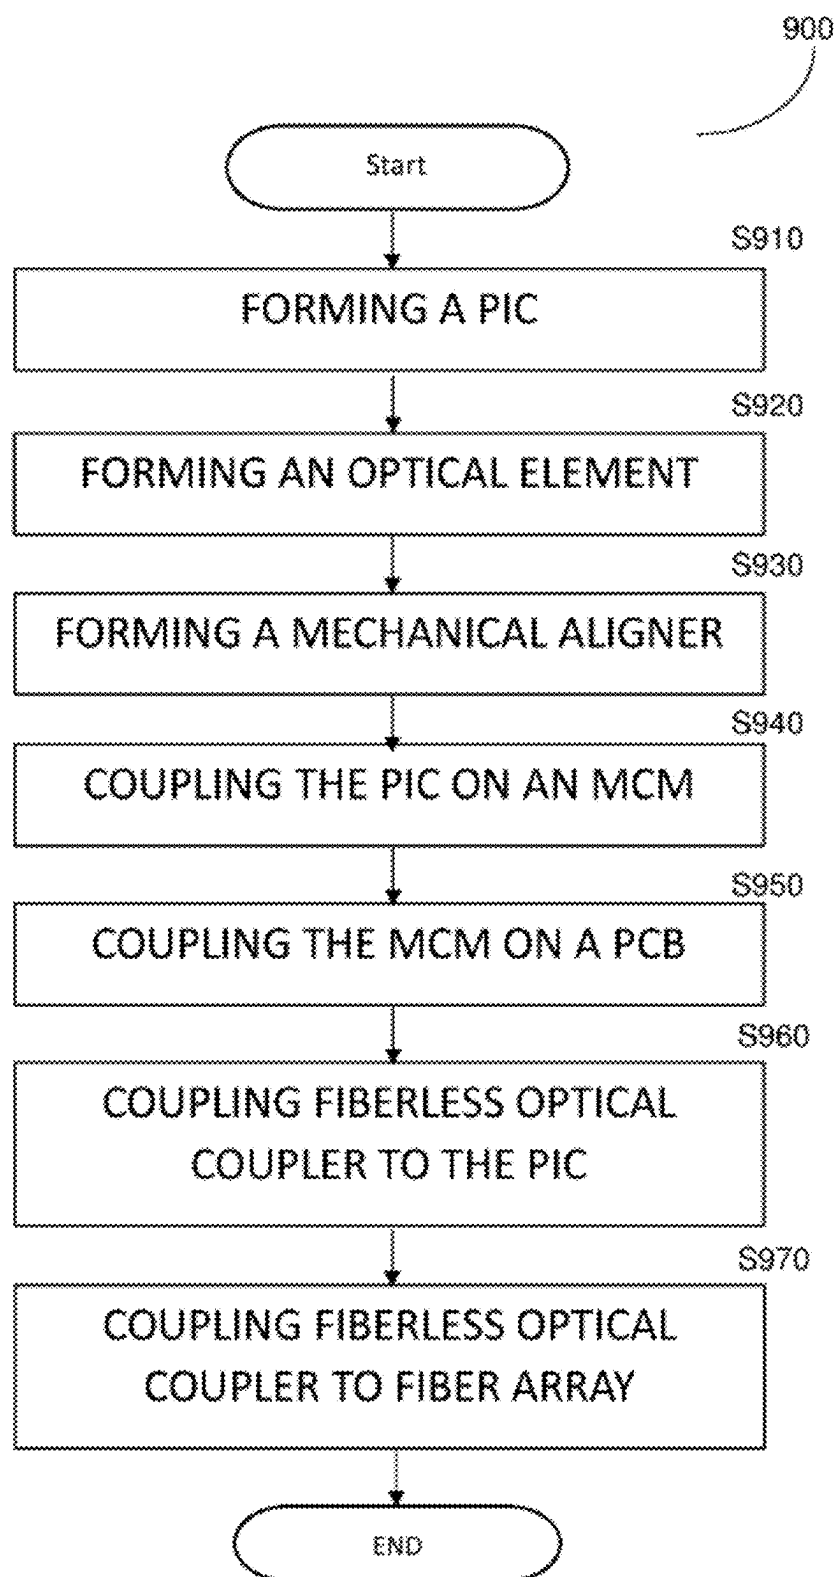 900
Start
S910
FORMING A PIC
S920
FORMING AN OPTICAL ELEMENT
S930
FORMING A MECHANICAL ALIGNER
S940
COUPLING THE PIC ON AN MCM
S950
COUPLING THE MCM ON A PCB
S960
COUPLING FIBERLESS OPTICAL
COUPLER TO THE PIC
S970
COUPLING FIBERLESS OPTICAL
COUPLER TO FIBER ARRAY
END